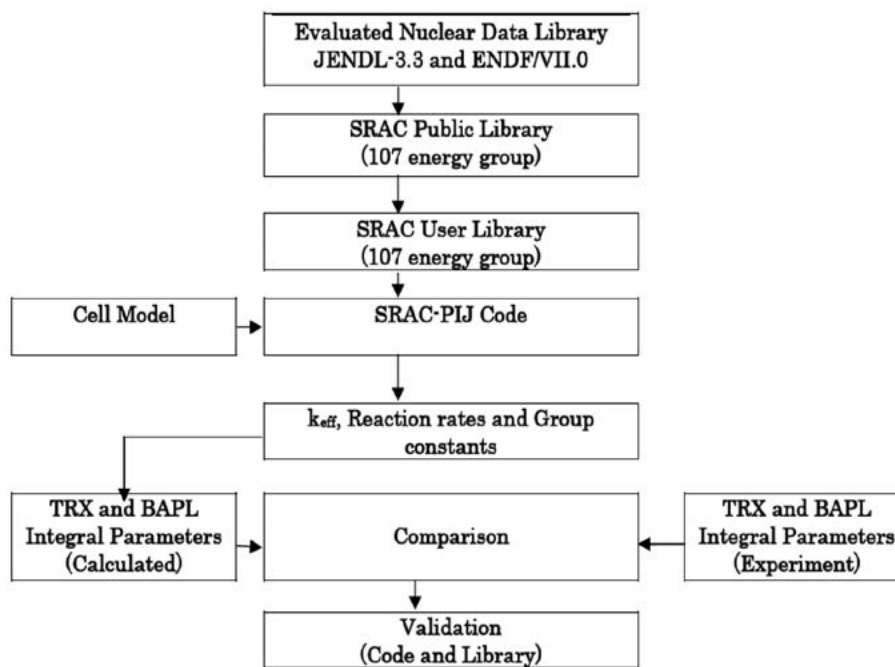 Evaluated Nuclear Data Library
JENDL-3.3 and ENDF/VII.0
SRAC Public Library
(107 energy group)
SRAC User Library
(107 energy group)
Cell Model
SRAC-PIJ Code
keff, Reaction rates and Group
constants
TRX and BAPL
Integral Parameters
(Calculated)
Comparison
TRX and BAPL
Integral Parameters
(Experiment)
Validation
(Code and Library)